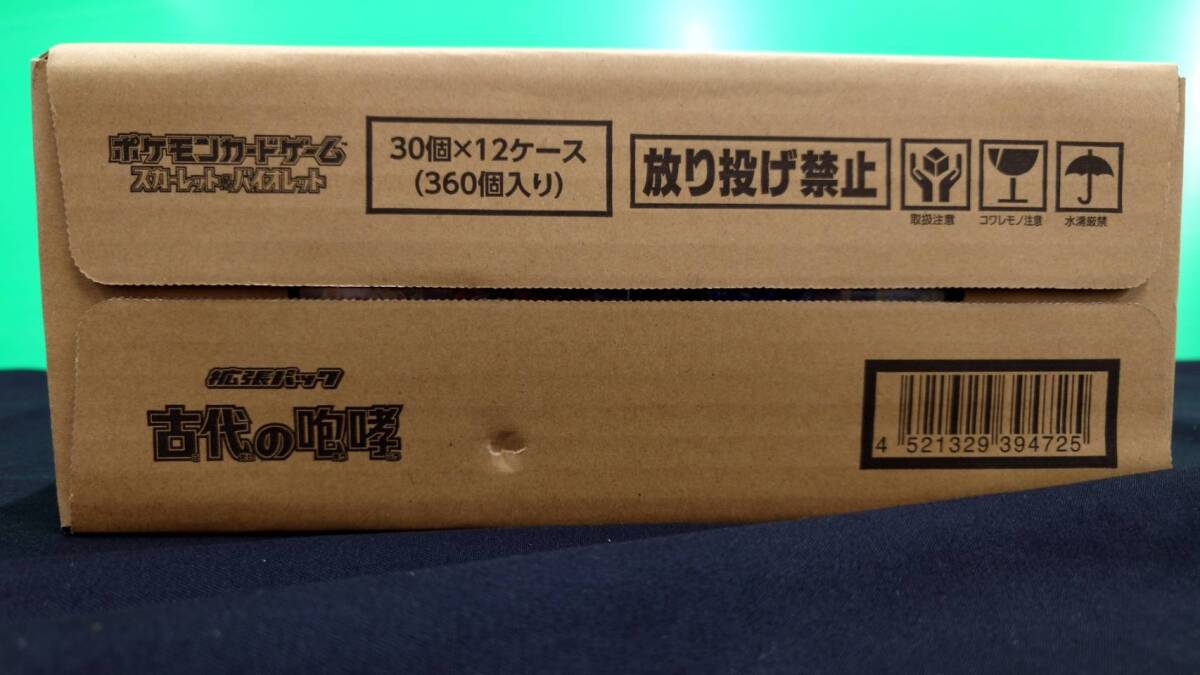 ポケモンカードゲーム
スカーレット&バイオレット
30個×12ケース
(360個入り)
放り投げ禁止
取扱注意
コワレモノ注意
水濡厳禁
拡張パック
古代の咆哮
4 521329 394725